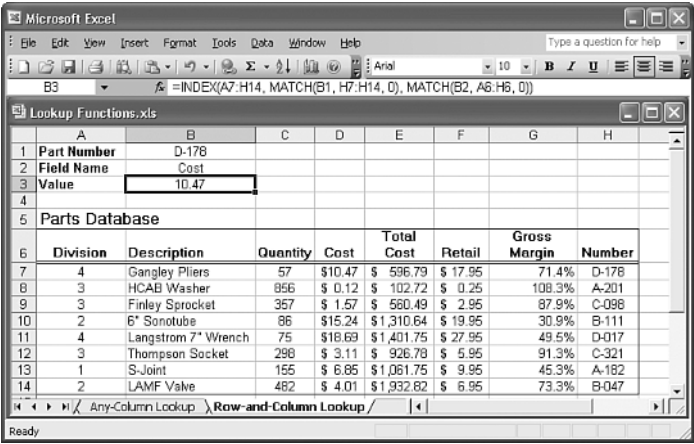 Microsoft Excel
File Edit View Insert Format Tools Data Window Help Type a question for help
Σ Arial 10 B I U
B3 fx =INDEX(A7:H14, MATCH(B1, H7:H14, 0), MATCH(B2, A6:H6, 0))
Lookup Functions.xls
A B C D E F G H
1 Part Number D-178
2 Field Name Cost
3 Value 10.47
4
5 Parts Database
Total Gross
6 Division Description Quantity Cost Cost Retail Margin Number
7 4 Gangley Pliers 57 $10.47 $ 596.79 $ 17.95 71.4% D-178
8 3 HCAB Washer 856 $ 0.12 $ 102.72 $ 0.25 108.3% A-201
9 3 Finley Sprocket 357 $ 1.57 $ 560.49 $ 2.95 87.9% C-098
10 2 6" Sonotube 86 $15.24 $1,310.64 $ 19.95 30.9% B-111
11 4 Langstrom 7" Wrench 75 $18.69 $1,401.75 $ 27.95 49.5% D-017
12 3 Thompson Socket 298 $ 3.11 $ 926.78 $ 5.95 91.3% C-321
13 1 S-Joint 155 $ 6.85 $1,061.75 $ 9.95 45.3% A-182
14 2 LAMF Valve 482 $ 4.01 $1,932.82 $ 6.95 73.3% B-047
Any-Column Lookup Row-and-Column Lookup
Ready